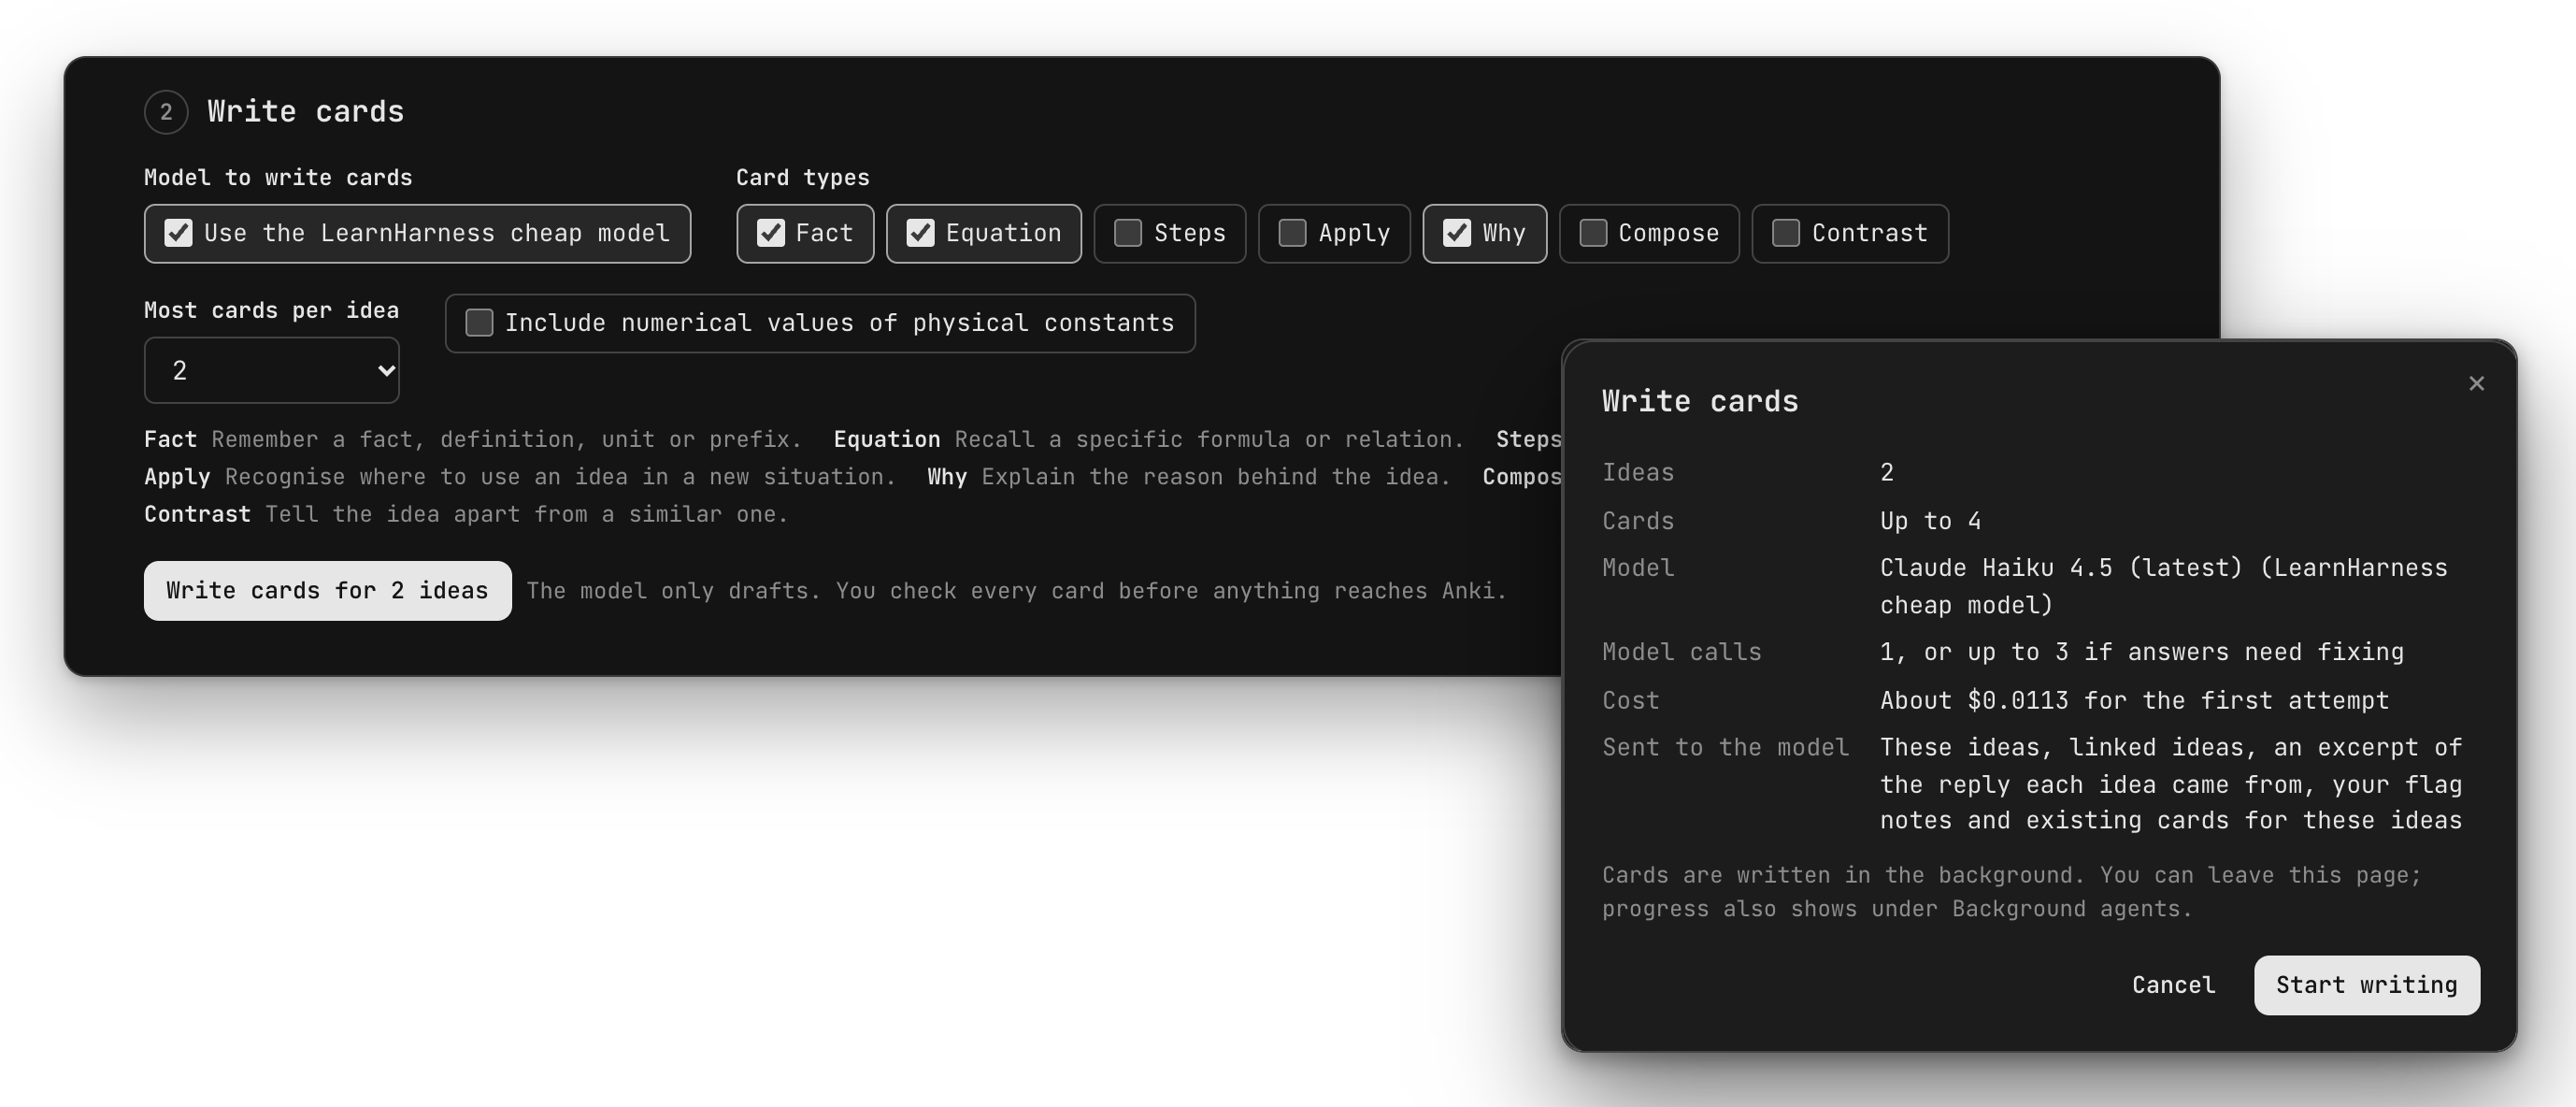 2 Write cards
Model to write cards Card types
Use the LearnHarness cheap model Fact Equation Steps Apply Why Compose Contrast
Most cards per idea Include numerical values of physical constants
2
Fact Remember a fact, definition, unit or prefix. Equation Recall a specific formula or relation. Steps
Apply Recognise where to use an idea in a new situation. Why Explain the reason behind the idea. Compos
Contrast Tell the idea apart from a similar one.
Write cards for 2 ideas The model only drafts. You check every card before anything reaches Anki.
Write cards ×
Ideas 2
Cards Up to 4
Model Claude Haiku 4.5 (latest) (LearnHarness
cheap model)
Model calls 1, or up to 3 if answers need fixing
Cost About $0.0113 for the first attempt
Sent to the model These ideas, linked ideas, an excerpt of
the reply each idea came from, your flag
notes and existing cards for these ideas
Cards are written in the background. You can leave this page;
progress also shows under Background agents.
Cancel Start writing